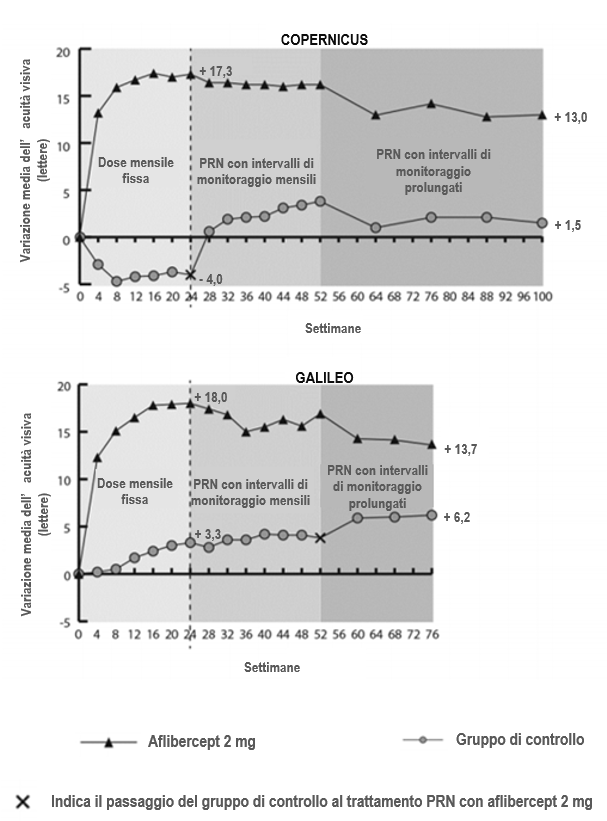 COPERNICUS
Variazione media dell' acuità visiva
(lettere)
20
15
10
5
0
-5
+ 17,3
+ 13,0
Dose mensile
fissa
PRN con intervalli di
monitoraggio mensili
PRN con intervalli di
monitoraggio
prolungati
+ 1,5
- 4,0
0 4 8 12 16 20 24 28 32 36 40 44 48 52 56 60 64 68 72 76 80 84 88 92 96 100
Settimane
GALILEO
Variazione media dell' acuità visiva
(lettere)
20
15
10
5
0
-5
+ 18,0
+ 13,7
Dose mensile
fissa
PRN con intervalli di
monitoraggio mensili
PRN con intervalli
di monitoraggio
prolungati
+ 3,3
+ 6,2
0 4 8 12 16 20 24 28 32 36 40 44 48 52 56 60 64 68 72 76
Settimane
Aflibercept 2 mg
Gruppo di controllo
Indica il passaggio del gruppo di controllo al trattamento PRN con aflibercept 2 mg